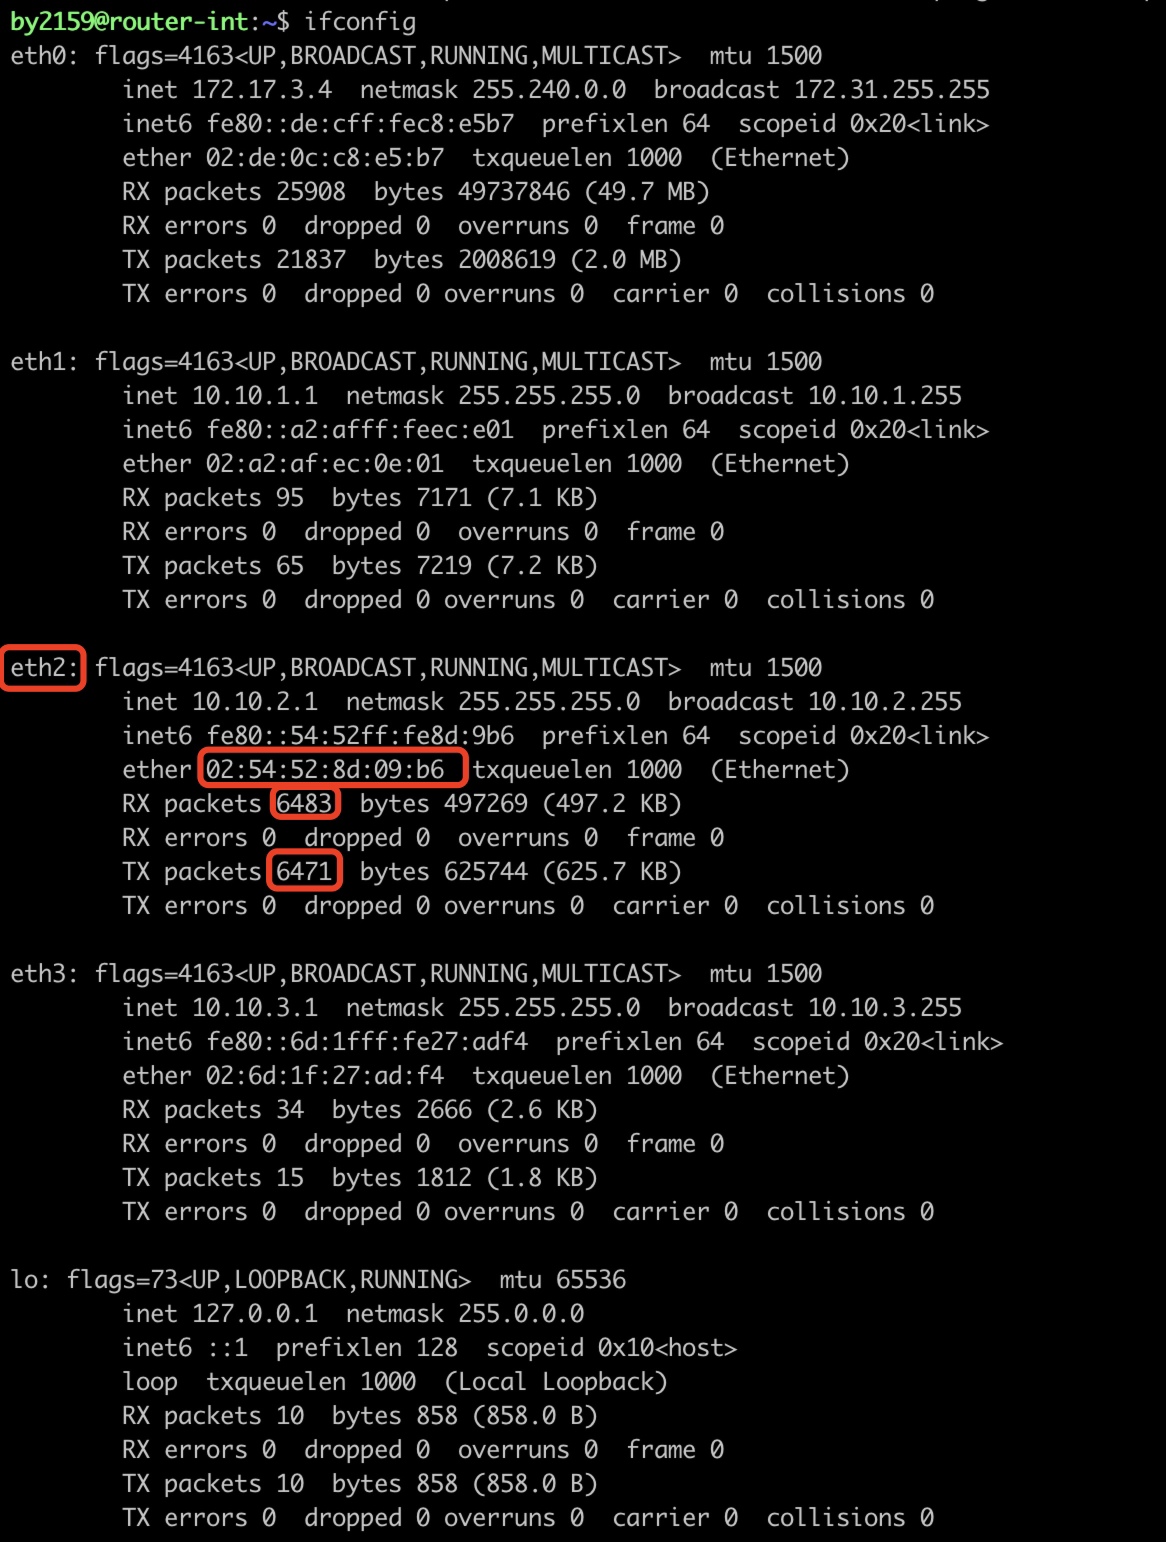 by2159@router-int:~$ ifconfig
eth0: flags=4163<UP,BROADCAST,RUNNING,MULTICAST>  mtu 1500
        inet 172.17.3.4  netmask 255.240.0.0  broadcast 172.31.255.255
        inet6 fe80::de:cff:fec8:e5b7  prefixlen 64  scopeid 0x20<link>
        ether 02:de:0c:c8:e5:b7  txqueuelen 1000  (Ethernet)
        RX packets 25908  bytes 49737846 (49.7 MB)
        RX errors 0  dropped 0  overruns 0  frame 0
        TX packets 21837  bytes 2008619 (2.0 MB)
        TX errors 0  dropped 0 overruns 0  carrier 0  collisions 0

eth1: flags=4163<UP,BROADCAST,RUNNING,MULTICAST>  mtu 1500
        inet 10.10.1.1  netmask 255.255.255.0  broadcast 10.10.1.255
        inet6 fe80::a2:afff:feec:e01  prefixlen 64  scopeid 0x20<link>
        ether 02:a2:af:ec:0e:01  txqueuelen 1000  (Ethernet)
        RX packets 95  bytes 7171 (7.1 KB)
        RX errors 0  dropped 0  overruns 0  frame 0
        TX packets 65  bytes 7219 (7.2 KB)
        TX errors 0  dropped 0 overruns 0  carrier 0  collisions 0

eth2: flags=4163<UP,BROADCAST,RUNNING,MULTICAST>  mtu 1500
        inet 10.10.2.1  netmask 255.255.255.0  broadcast 10.10.2.255
        inet6 fe80::54:52ff:fe8d:9b6  prefixlen 64  scopeid 0x20<link>
        ether 02:54:52:8d:09:b6  txqueuelen 1000  (Ethernet)
        RX packets 6483  bytes 497269 (497.2 KB)
        RX errors 0  dropped 0  overruns 0  frame 0
        TX packets 6471  bytes 625744 (625.7 KB)
        TX errors 0  dropped 0 overruns 0  carrier 0  collisions 0

eth3: flags=4163<UP,BROADCAST,RUNNING,MULTICAST>  mtu 1500
        inet 10.10.3.1  netmask 255.255.255.0  broadcast 10.10.3.255
        inet6 fe80::6d:1fff:fe27:adf4  prefixlen 64  scopeid 0x20<link>
        ether 02:6d:1f:27:ad:f4  txqueuelen 1000  (Ethernet)
        RX packets 34  bytes 2666 (2.6 KB)
        RX errors 0  dropped 0  overruns 0  frame 0
        TX packets 15  bytes 1812 (1.8 KB)
        TX errors 0  dropped 0 overruns 0  carrier 0  collisions 0

lo: flags=73<UP,LOOPBACK,RUNNING>  mtu 65536
        inet 127.0.0.1  netmask 255.0.0.0
        inet6 ::1  prefixlen 128  scopeid 0x10<host>
        loop  txqueuelen 1000  (Local Loopback)
        RX packets 10  bytes 858 (858.0 B)
        RX errors 0  dropped 0  overruns 0  frame 0
        TX packets 10  bytes 858 (858.0 B)
        TX errors 0  dropped 0 overruns 0  carrier 0  collisions 0